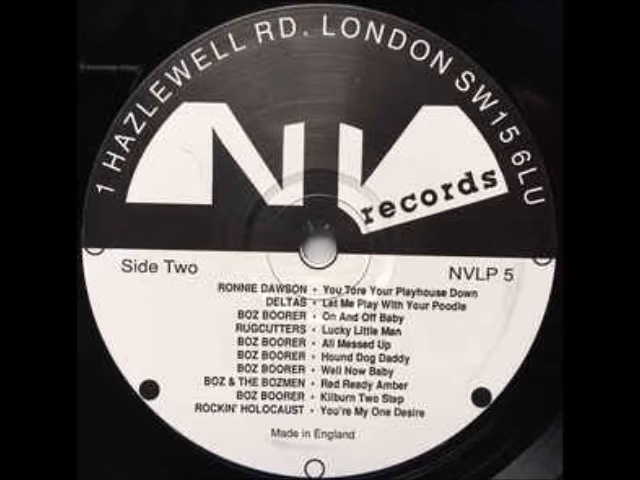 1 HAZLEWELL RD. LONDON SW15 6LU
NV
records
Side Two
NVLP 5
RONNIE DAWSON • You Tore Your Playhouse Down
DELTAS • Let Me Play With Your Poodle
BOZ BOORER • On And Off Baby
RUGCUTTERS • Lucky Little Man
BOZ BOORER • All Messed Up
BOZ BOORER • Hound Dog Daddy
BOZ BOORER • Well Now Baby
BOZ & THE BOZMEN • Red Ready Amber
BOZ BOORER • Kilburn Two Step
ROCKIN' HOLOCAUST • You're My One Desire
Made in England